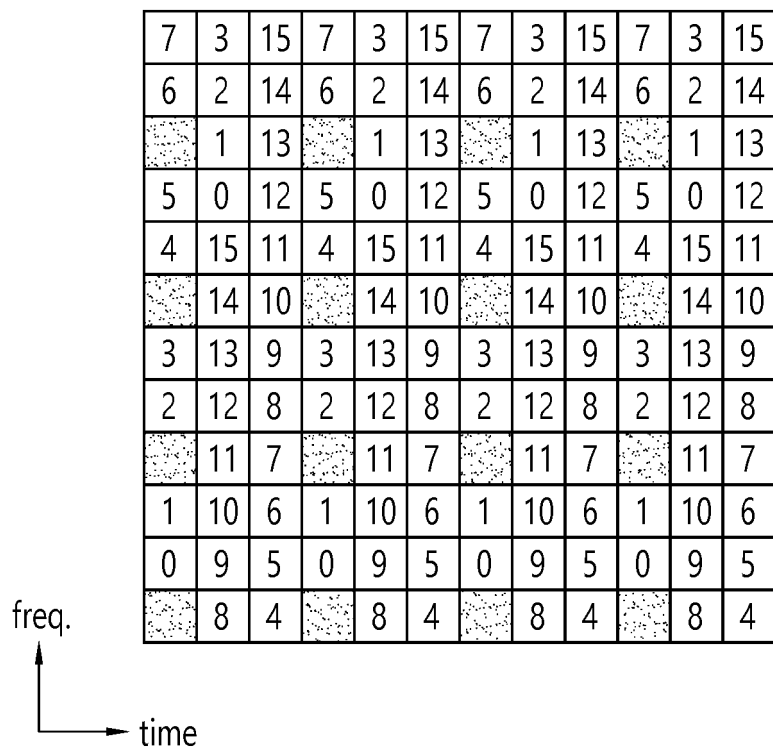 7 3 15 7 3 15 7 3 15 7 3 15
6 2 14 6 2 14 6 2 14 6 2 14
1 13 1 13 1 13 1 13
5 0 12 5 0 12 5 0 12 5 0 12
4 15 11 4 15 11 4 15 11 4 15 11
14 10 14 10 14 10 14 10
3 13 9 3 13 9 3 13 9 3 13 9
2 12 8 2 12 8 2 12 8 2 12 8
11 7 11 7 11 7 11 7
1 10 6 1 10 6 1 10 6 1 10 6
0 9 5 0 9 5 0 9 5 0 9 5
8 4 8 4 8 4 8 4
freq.
time